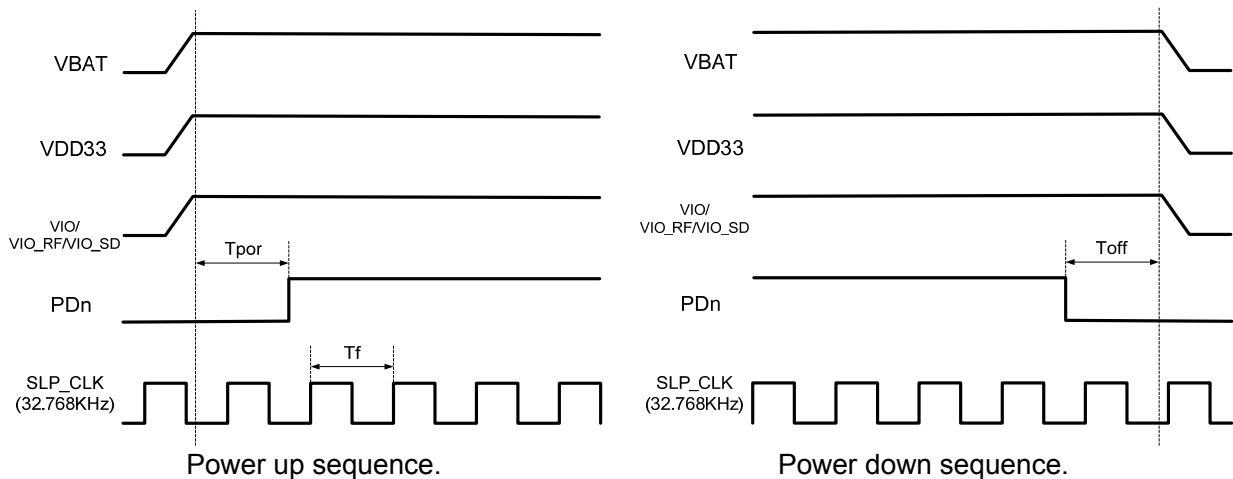 VBAT
VDD33
VIO/
VIO_RF/VIO_SD
Tpor
PDn
Tf
SLP_CLK
(32.768KHz)
Power up sequence.
VBAT
VDD33
VIO/
VIO_RF/VIO_SD
Toff
PDn
SLP_CLK
(32.768KHz)
Power down sequence.